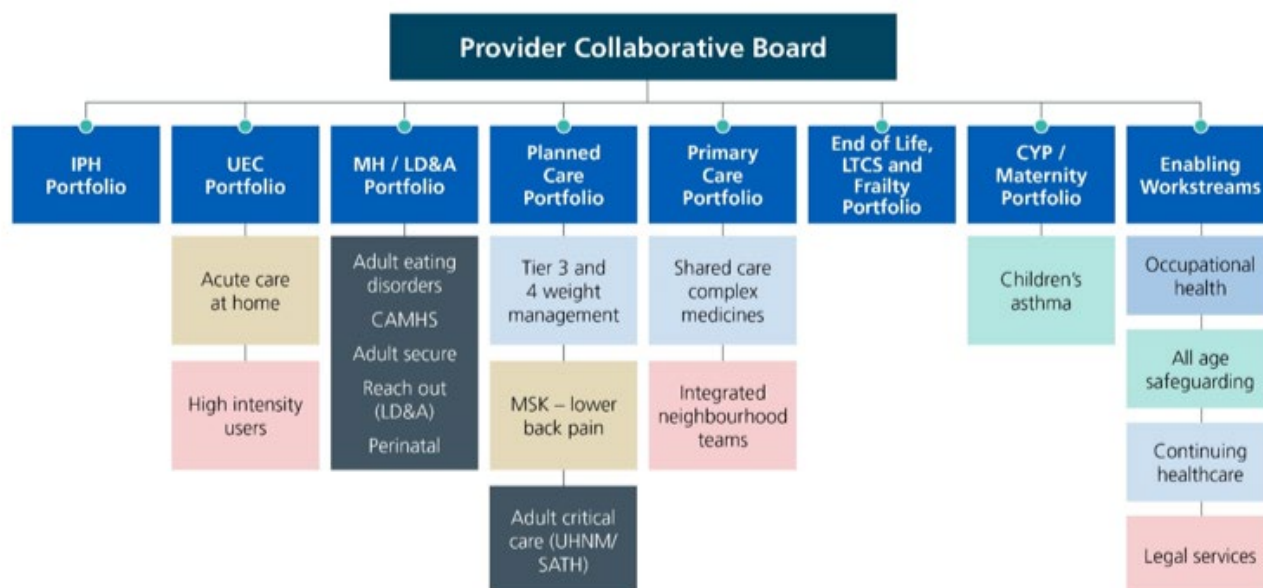 Provider Collaborative Board
IPH
Portfolio
UEC
Portfolio
MH / LD&A
Portfolio
Planned
Care
Portfolio
Primary
Care
Portfolio
End of Life,
LTCS and
Frailty
Portfolio
CYP /
Maternity
Portfolio
Enabling
Workstreams
Acute care
at home
High intensity
users
Adult eating
disorders
CAMHS
Adult secure
Reach out
(LD&A)
Perinatal
Tier 3 and
4 weight
management
MSK – lower
back pain
Adult critical
care (UHNM/
SATH)
Shared care
complex
medicines
Integrated
neighbourhood
teams
Children's
asthma
Occupational
health
All age
safeguarding
Continuing
healthcare
Legal services